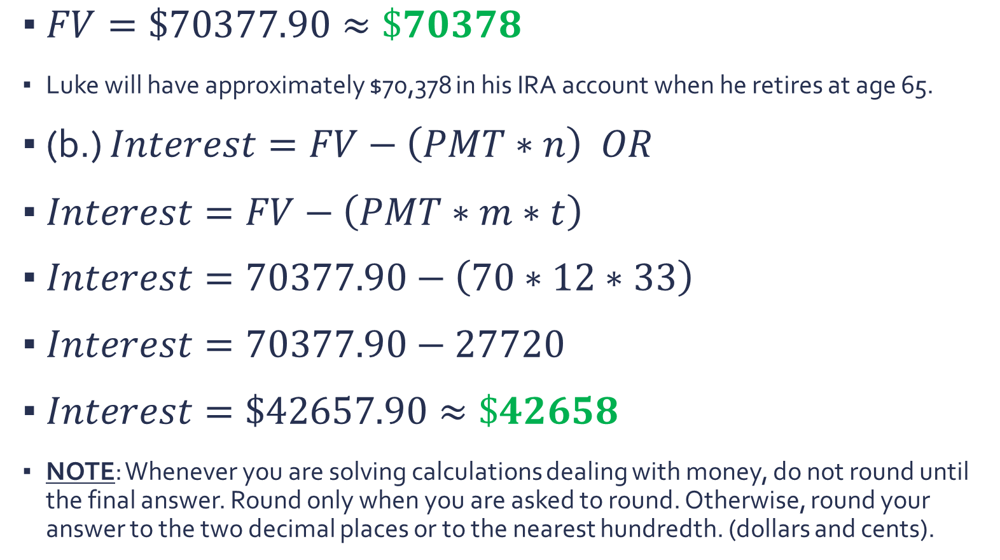 ▪ FV = $70377.90 ≈ $70378
▪ Luke will have approximately $70,378 in his IRA account when he retires at age 65.
▪ (b.) Interest = FV − (PMT ∗ n) OR
▪ Interest = FV − (PMT ∗ m ∗ t)
▪ Interest = 70377.90 − (70 ∗ 12 ∗ 33)
▪ Interest = 70377.90 − 27720
▪ Interest = $42657.90 ≈ $42658
▪ NOTE: Whenever you are solving calculations dealing with money, do not round until
the final answer. Round only when you are asked to round. Otherwise, round your
answer to the two decimal places or to the nearest hundredth. (dollars and cents).